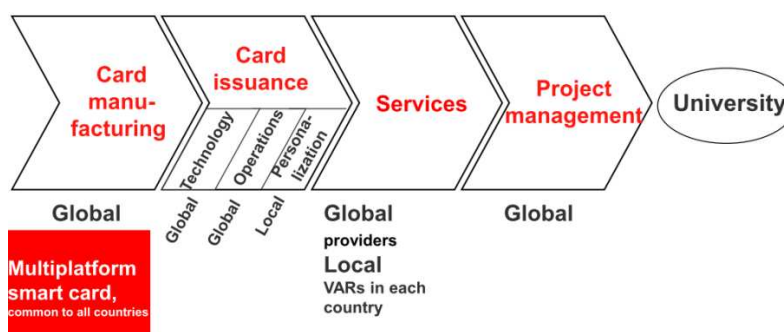 Card
manu-
facturing
Card
issuance
Technology
Operations
Persona-
lization
Services
Project
management
University
Global
Global
Global
Local
Global
providers
Local
VARs in each
country
Global
Multiplatform
smart card,
common to all countries